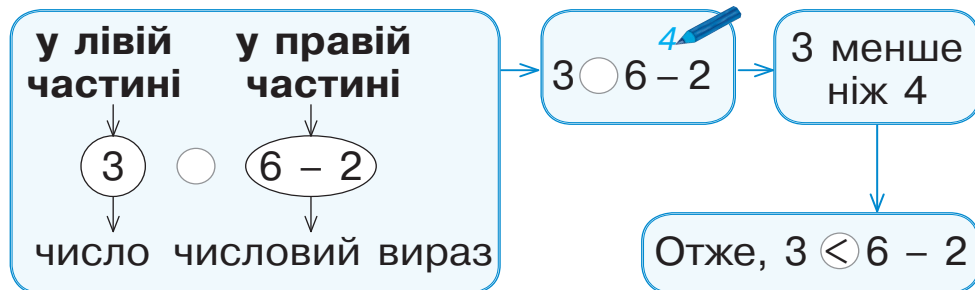 у лівій у правій
частині частині
3 6 – 2
число числовий вираз
4
3 6 – 2
3 менше
ніж 4
Отже, 3 < 6 – 2